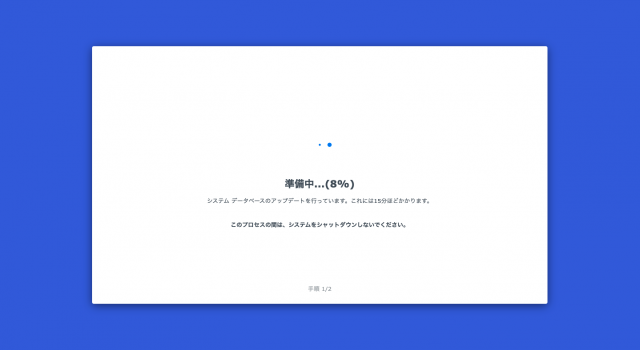 準備中...(8%)
システム データベースのアップデートを行っています。これには15分ほどかかります。
このプロセスの間は、システムをシャットダウンしないでください。
手順 1/2